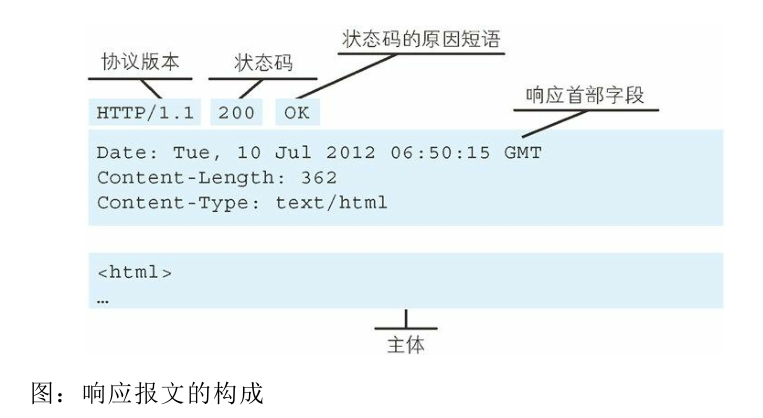 状态码的原因短语
协议版本 状态码
响应首部字段
HTTP/1.1 200 OK
Date: Tue, 10 Jul 2012 06:50:15 GMT
Content-Length: 362
Content-Type: text/html
<html>
…
主体
图：响应报文的构成